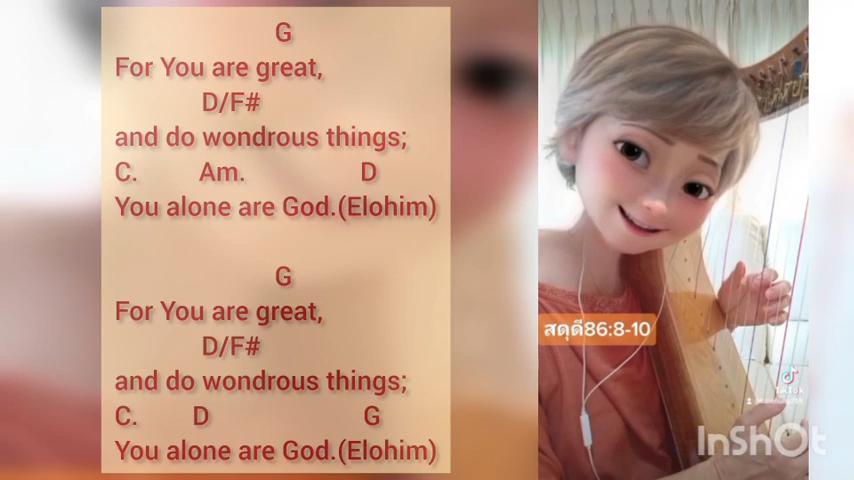 G
For You are great,
D/F#
and do wondrous things;
C. Am. D
You alone are God.(Elohim)
G
For You are great,
D/F#
and do wondrous things;
C. D G
You alone are God.(Elohim)
สดุดี86:8-10
TikTok
InShOt